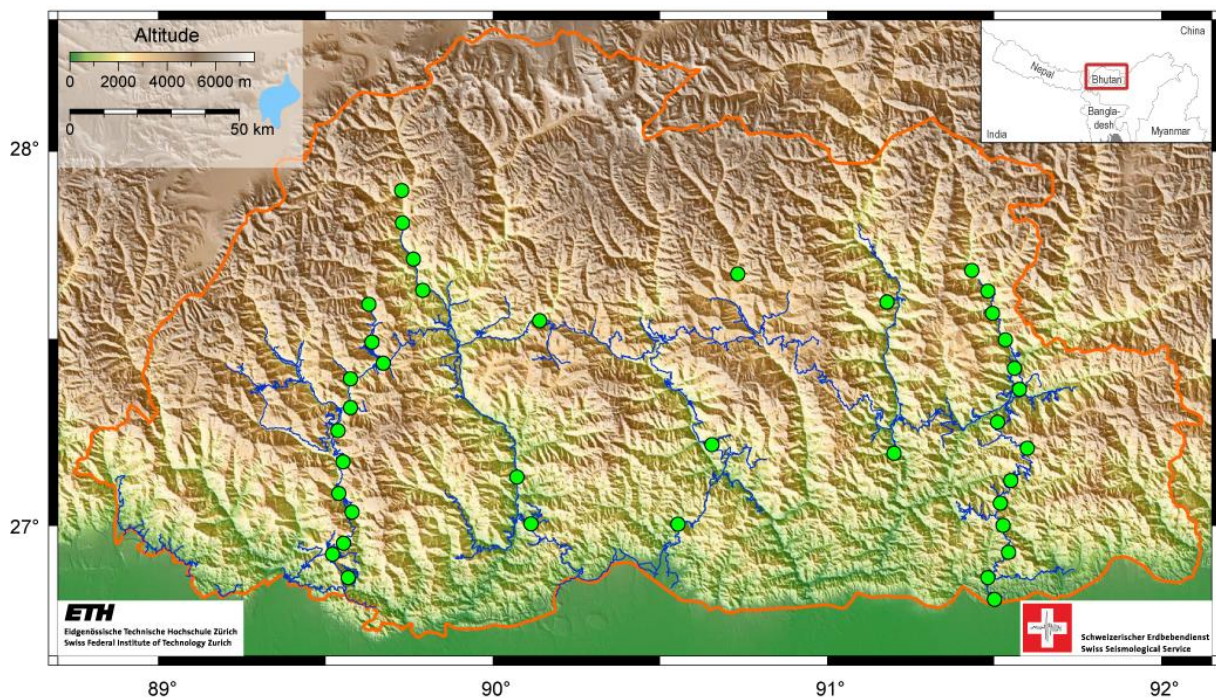 Altitude
0 2000 4000 6000 m
0 50 km
China
Nepal
Bhutan
Bangla-
desh
India
Myanmar
28°
27°
ETH
Eidgenössische Technische Hochschule Zürich
Swiss Federal Institute of Technology Zurich
Schweizerischer Erdbebendienst
Swiss Seismological Service
89° 90° 91° 92°